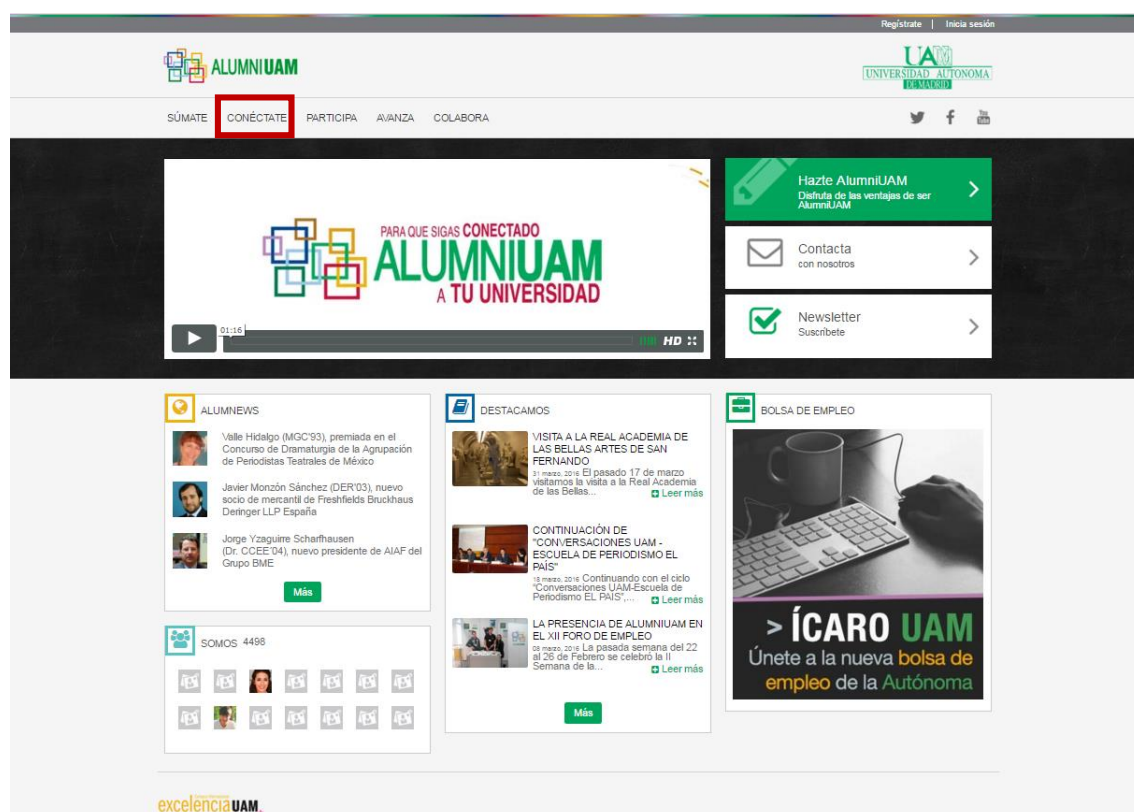 Regístrate | Inicia sesión
ALUMNIUAM
UAM
UNIVERSIDAD AUTONOMA
DE MADRID
SÚMATE CONÉCTATE PARTICIPA AVANZA COLABORA
You
Tube
PARA QUE SIGAS CONECTADO
ALUMNIUAM
A TU UNIVERSIDAD
01:16
HD
Hazte AlumniUAM
Disfruta de las ventajas de ser
AlumniUAM
Contacta
con nosotros
Newsletter
Suscríbete
ALUMNEWS
Valle Hidalgo (MGC'93), premiada en el
Concurso de Dramaturgia de la Agrupación
de Periodistas Teatrales de México
Javier Monzón Sánchez (DER'03), nuevo
socio de mercantil de Freshfields Bruckhaus
Deringer LLP España
Jorge Yzaguirre Scharfhausen
(Dr. CCEE'04), nuevo presidente de AIAF del
Grupo BME
Más
SOMOS 4498
DESTACAMOS
VISITA A LA REAL ACADEMIA DE
LAS BELLAS ARTES DE SAN
FERNANDO
31 marzo, 2016 El pasado 17 de marzo
visitamos la visita a la Real Academia
de las Bellas... Leer más
CONTINUACIÓN DE
"CONVERSACIONES UAM -
ESCUELA DE PERIODISMO EL
PAÍS"
18 marzo, 2016 Continuando con el ciclo
"Conversaciones UAM-Escuela de
Periodismo EL PAÍS",... Leer más
LA PRESENCIA DE ALUMNIUAM EN
EL XII FORO DE EMPLEO
08 marzo, 2016 La pasada semana del 22
al 26 de Febrero se celebró la II
Semana de la... Leer más
Más
BOLSA DE EMPLEO
> ÍCARO UAM
Únete a la nueva bolsa de
empleo de la Autónoma
excelencia UAM